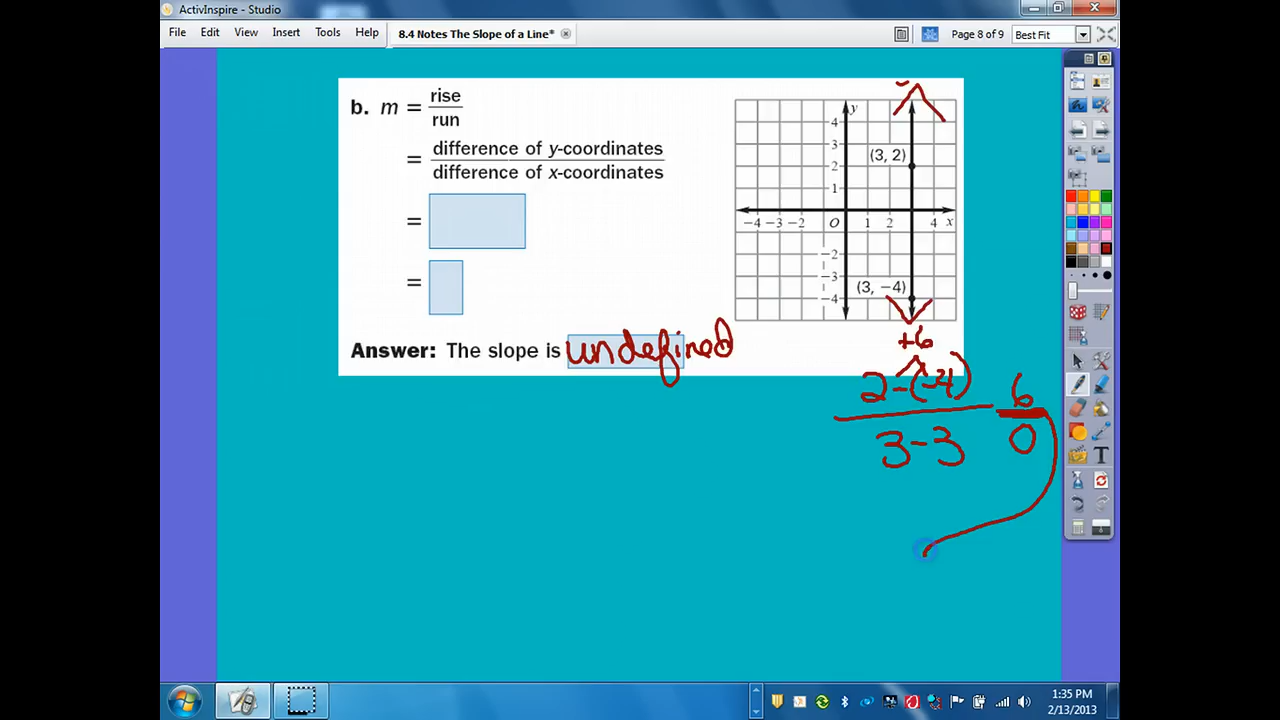 ActivInspire - Studio
File Edit View Insert Tools Help
8.4 Notes The Slope of a Line*
Page 8 of 9
Best Fit
b. m = rise
run
= difference of y-coordinates
difference of x-coordinates
=
=
Answer: The slope is undefined
y
4
3
(3, 2)
2
1
−4 −3 −2 O 1 2 4 x
−2
−3
(3, −4)
−4
+6
2-(-4) 6
3-3 0
T
1:35 PM
2/13/2013